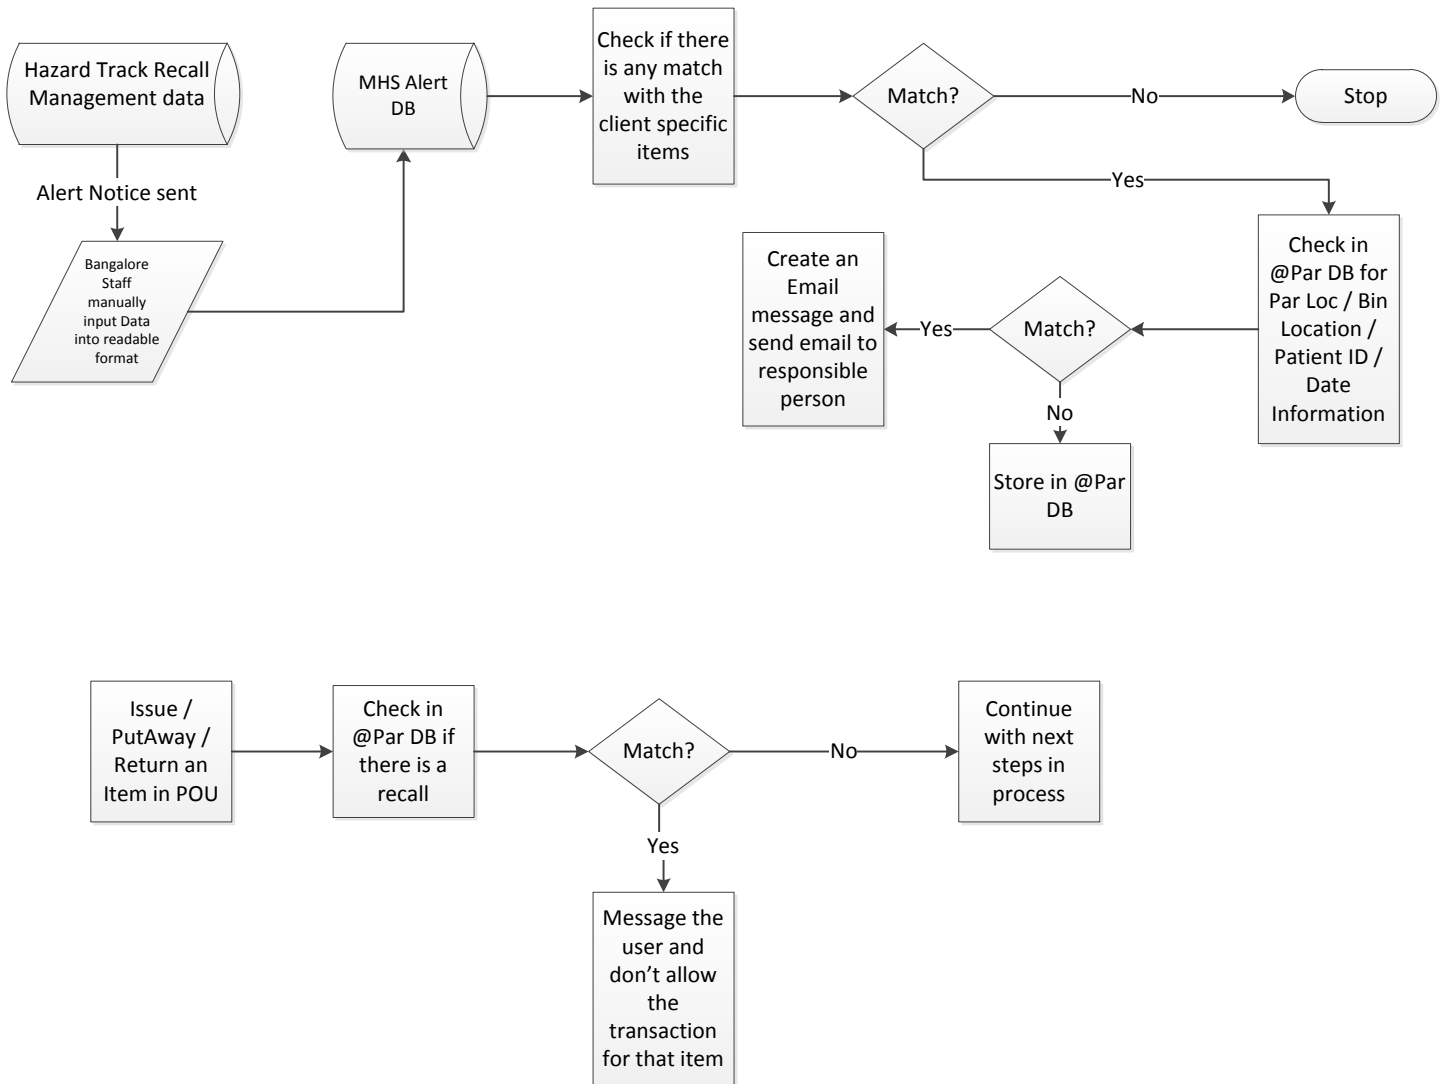 Hazard Track Recall
Management data
Alert Notice sent
Bangalore
Staff
manually
input Data
into readable
format
MHS Alert
DB
Check if there
is any match
with the
client specific
items
Match?
No
Stop
Yes
Check in
@Par DB for
Par Loc / Bin
Location /
Patient ID /
Date
Information
Match?
Yes
Create an
Email
message and
send email to
responsible
person
No
Store in @Par
DB
Issue /
PutAway /
Return an
Item in POU
Check in
@Par DB if
there is a
recall
Match?
No
Continue
with next
steps in
process
Yes
Message the
user and
don’t allow
the
transaction
for that item